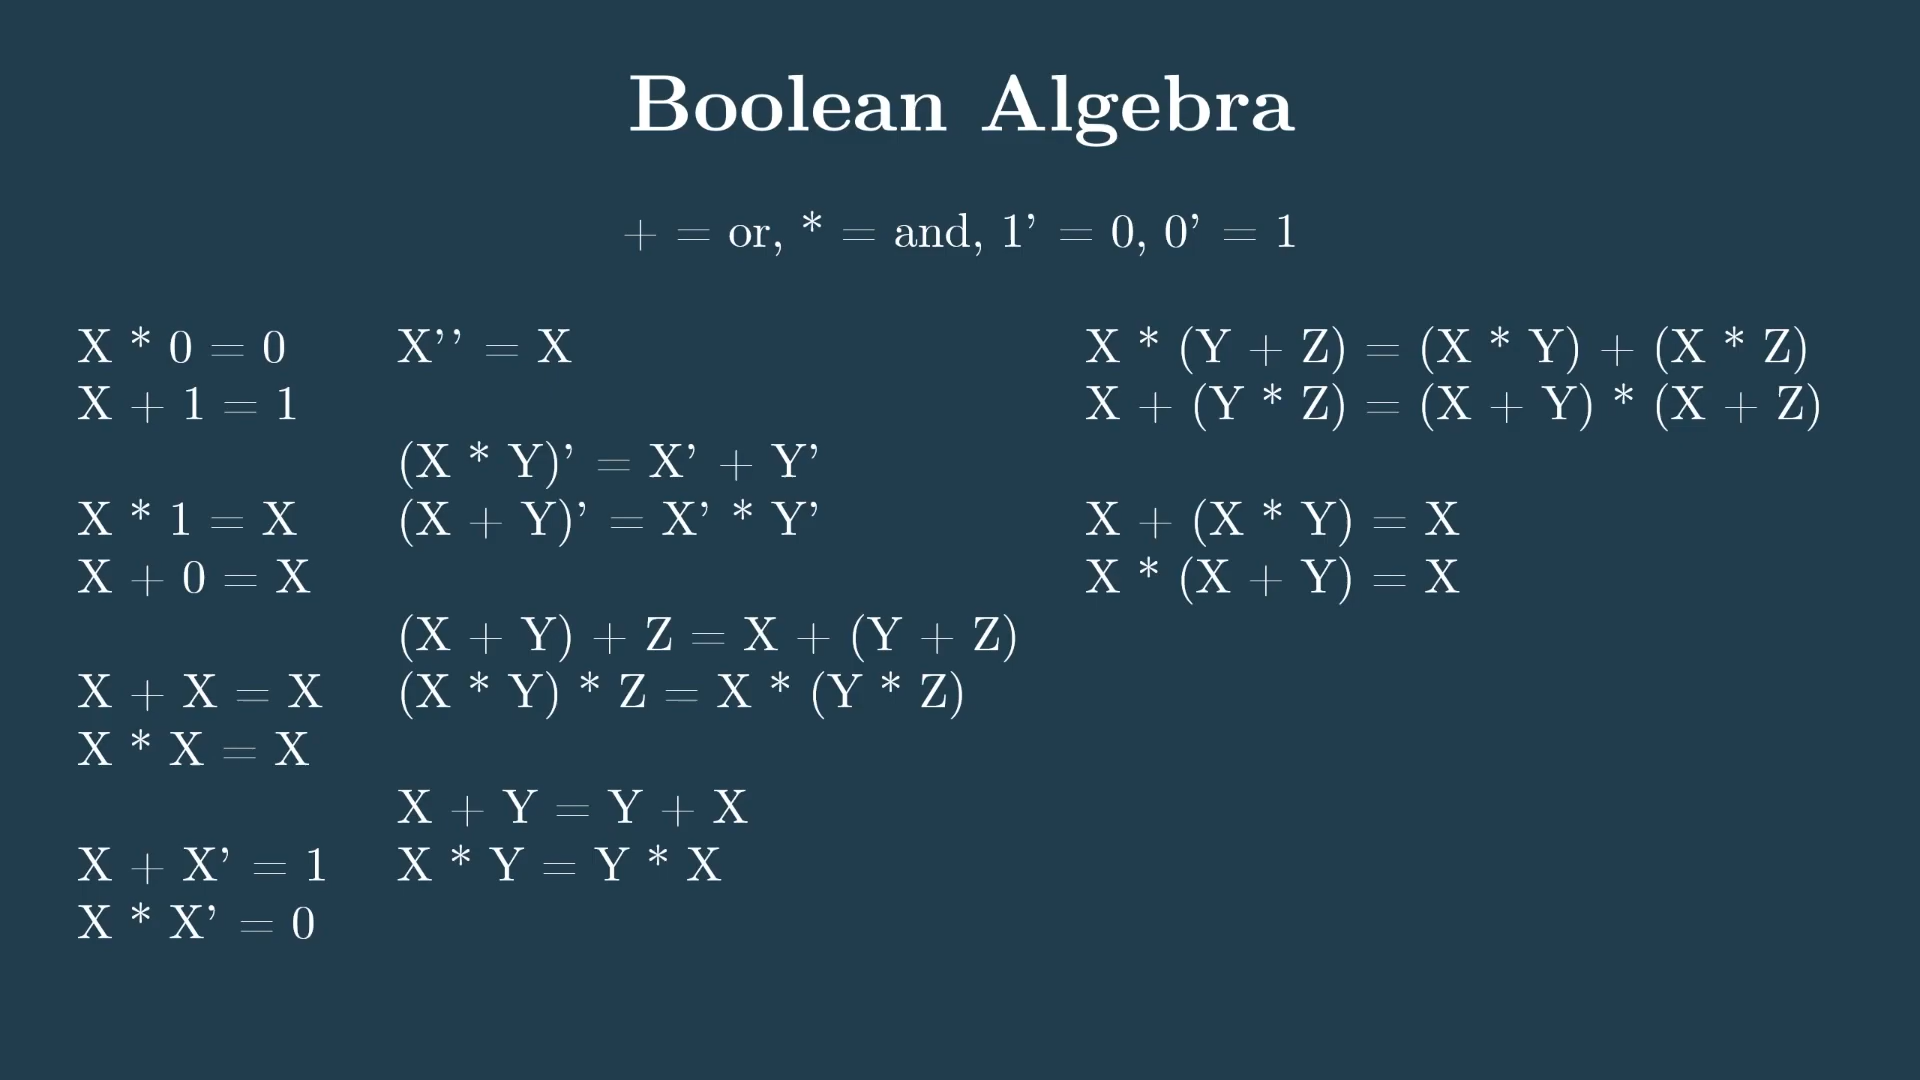 Boolean Algebra
+ = or, * = and, 1’ = 0, 0’ = 1
X * 0 = 0
X + 1 = 1
X * 1 = X
X + 0 = X
X + X = X
X * X = X
X + X’ = 1
X * X’ = 0
X’’ = X
(X * Y)’ = X’ + Y’
(X + Y)’ = X’ * Y’
(X + Y) + Z = X + (Y + Z)
(X * Y) * Z = X * (Y * Z)
X + Y = Y + X
X * Y = Y * X
X * (Y + Z) = (X * Y) + (X * Z)
X + (Y * Z) = (X + Y) * (X + Z)
X + (X * Y) = X
X * (X + Y) = X